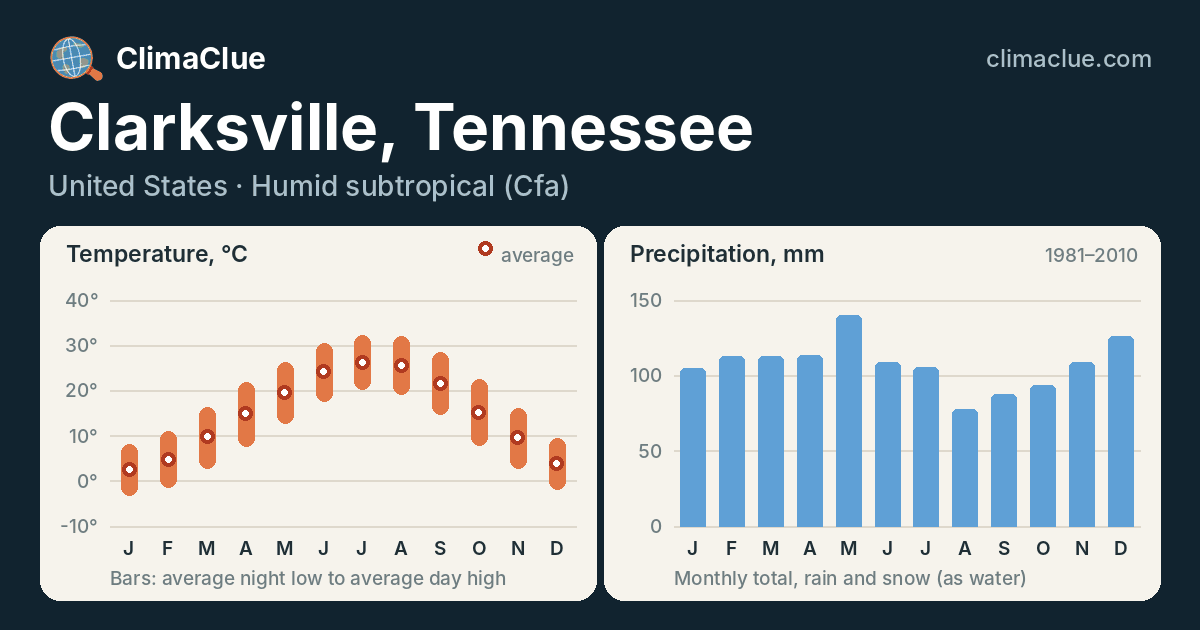 ClimaClue
climaclue.com
Clarksville, Tennessee
United States · Humid subtropical (Cfa)
Temperature, °C
average
40°
30°
20°
10°
0°
-10°
J F M A M J J A S O N D
Bars: average night low to average day high
Precipitation, mm
1981–2010
150
100
50
0
J F M A M J J A S O N D
Monthly total, rain and snow (as water)